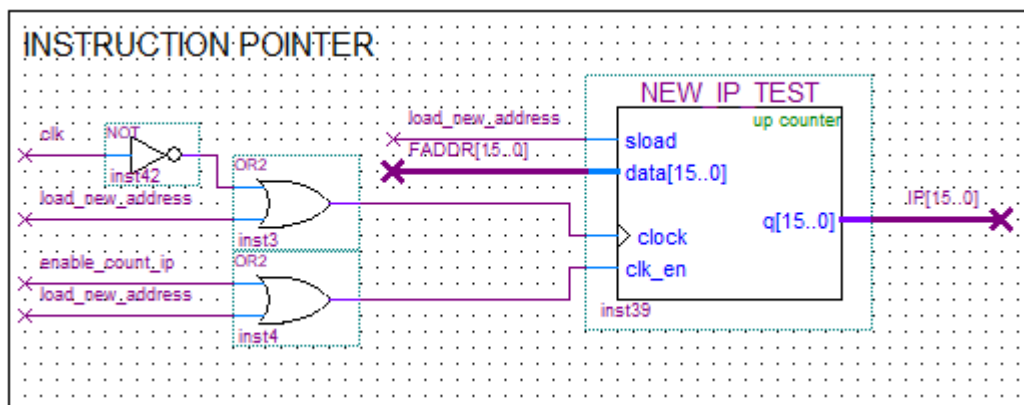 INSTRUCTION POINTER
NEW_IP_TEST
up counter
clk
NOT
inst42
load_new_address
OR2
inst3
enable_count_ip
load_new_address
OR2
inst4
load_new_address
FADDR[15..0]
sload
data[15..0]
clock
clk_en
q[15..0]
inst39
IP[15..0]